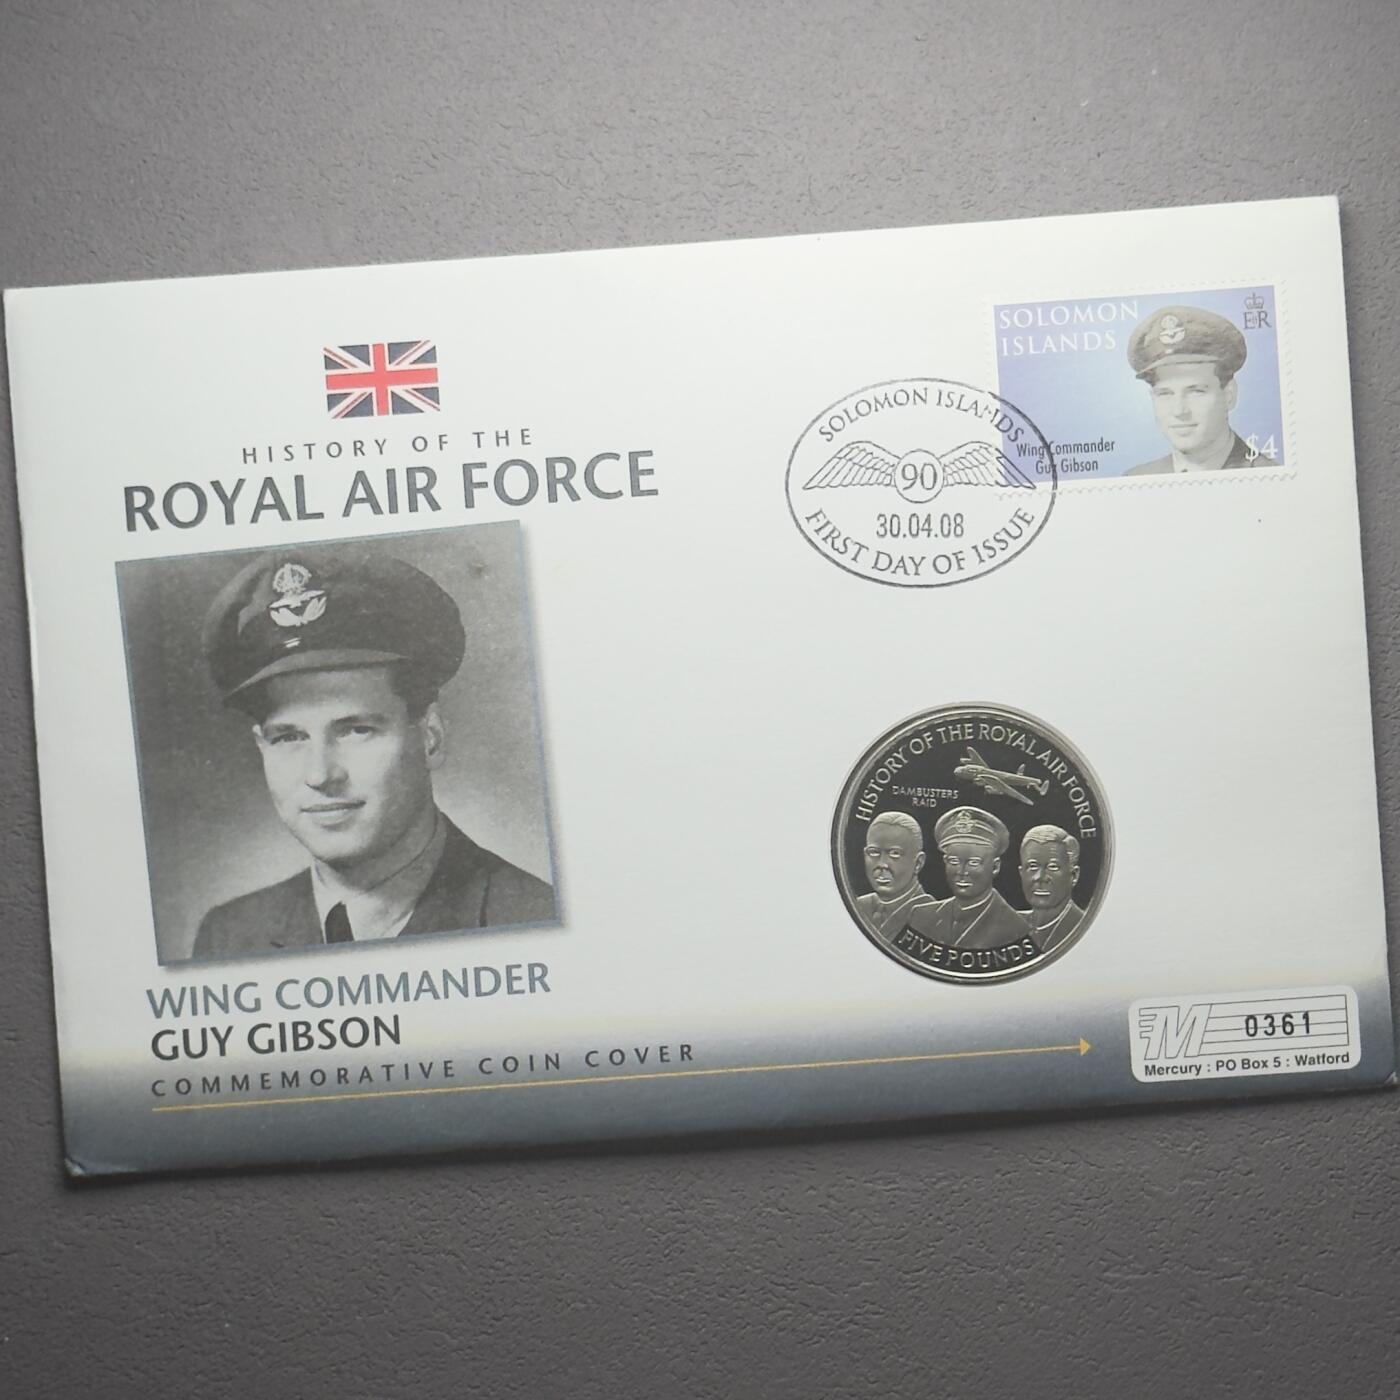 HISTORY OF THE
ROYAL AIR FORCE
WING COMMANDER
GUY GIBSON
COMMEMORATIVE COIN COVER
SOLOMON ISLANDS
90
30.04.08
FIRST DAY OF ISSUE
SOLOMON
ISLANDS
E II R
Wing Commander
Guy Gibson
$4
HISTORY OF THE ROYAL AIR FORCE
DAMBUSTERS
RAID
FIVE POUNDS
M
0361
Mercury : PO Box 5 : Watford